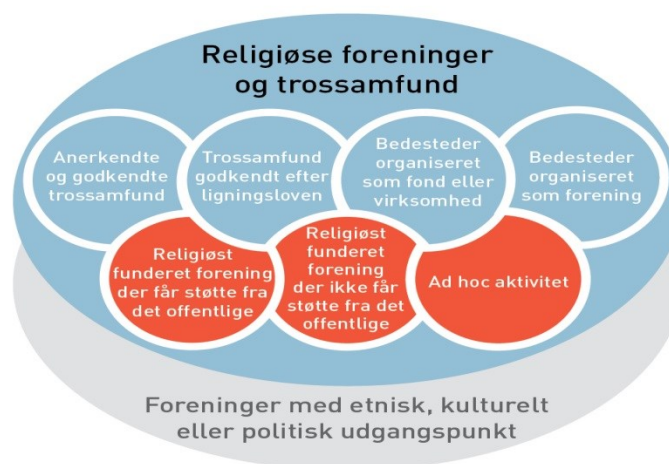 Religiøse foreninger
og trossamfund
Anerkendte
og godkendte
trossamfund
Trossamfund
godkendt efter
ligningsloven
Bedesteder
organiseret
som fond eller
virksomhed
Bedesteder
organiseret
som forening
Religiøst
funderet forening
der får støtte fra
det offentlige
Religiøst
funderet
forening
der ikke får
støtte fra det
offentlige
Ad hoc aktivitet
Foreninger med etnisk, kulturelt
eller politisk udgangspunkt